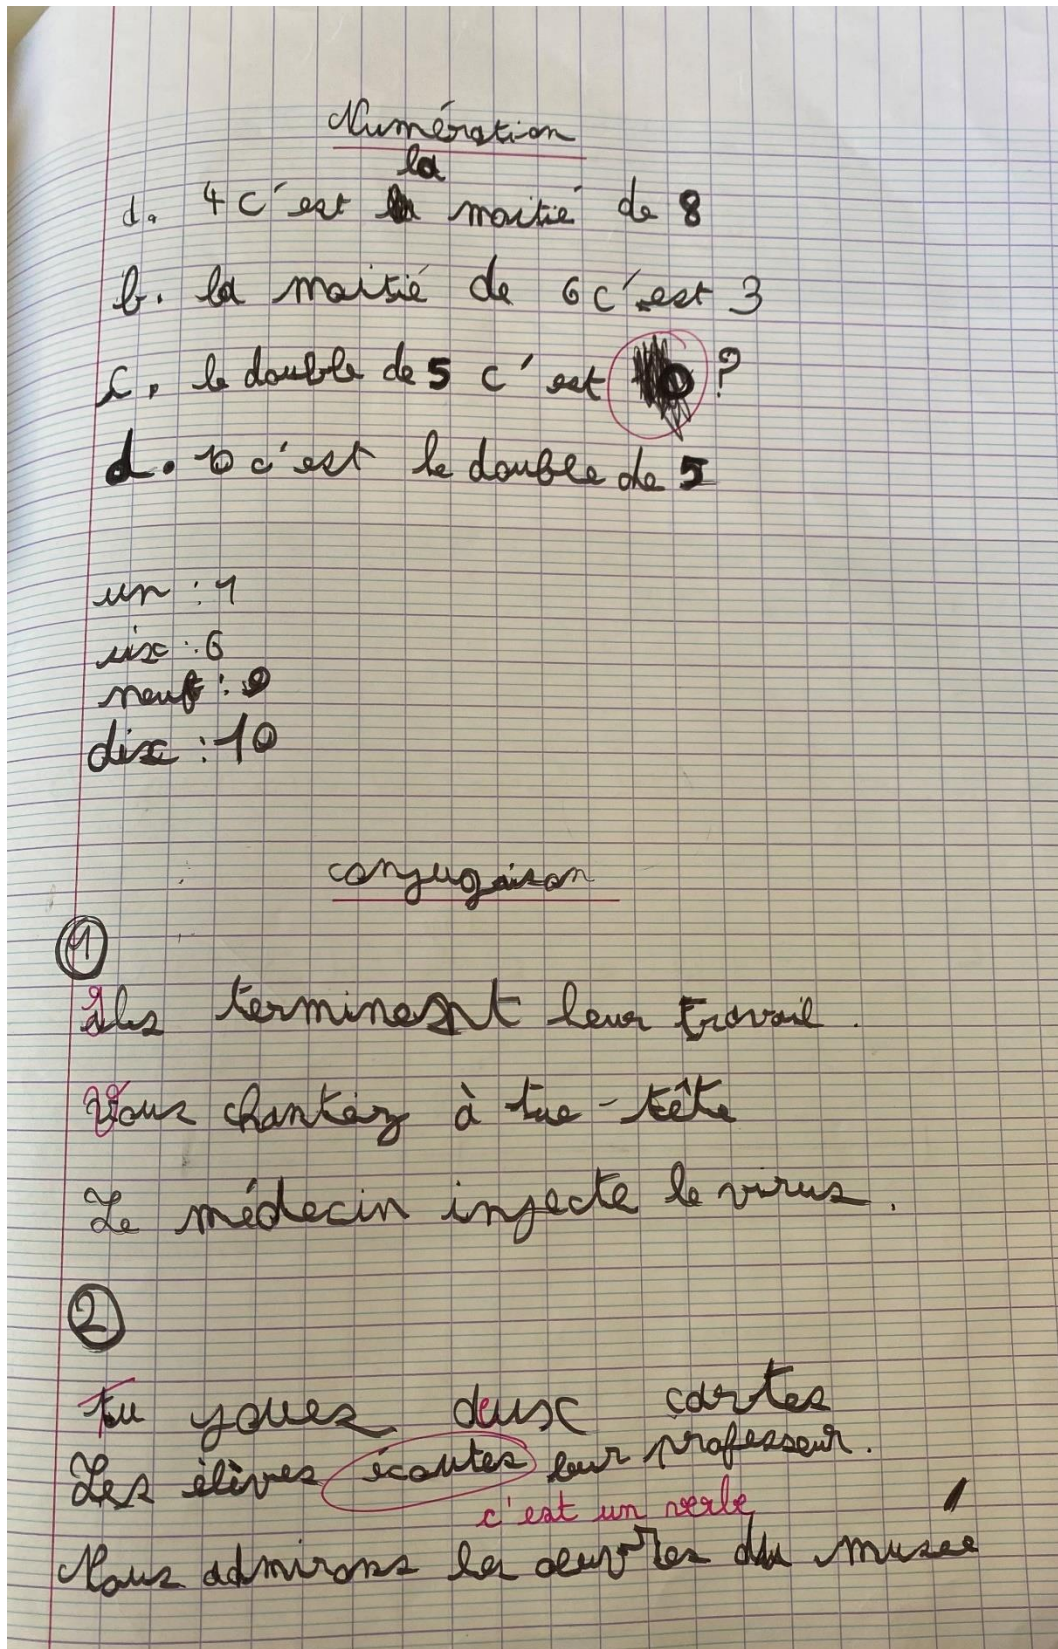 Numération
la
d. 4 c'est moitié de 8
b. la moitié de 6 c'est 3
c. le double de 5 c'est ?
d. 10 c'est le double de 5
un : 1
six : 6
neuf : 9
dix : 10
conjugaison
1
Ils terminent leur travail.
Vous chantez à tue-tête
Le médecin injecte le virus.
2
Tu joues deux cartes
Les élèves écoutes leur professeur.
c'est un verbe
Nous admirons les œuvres du musée